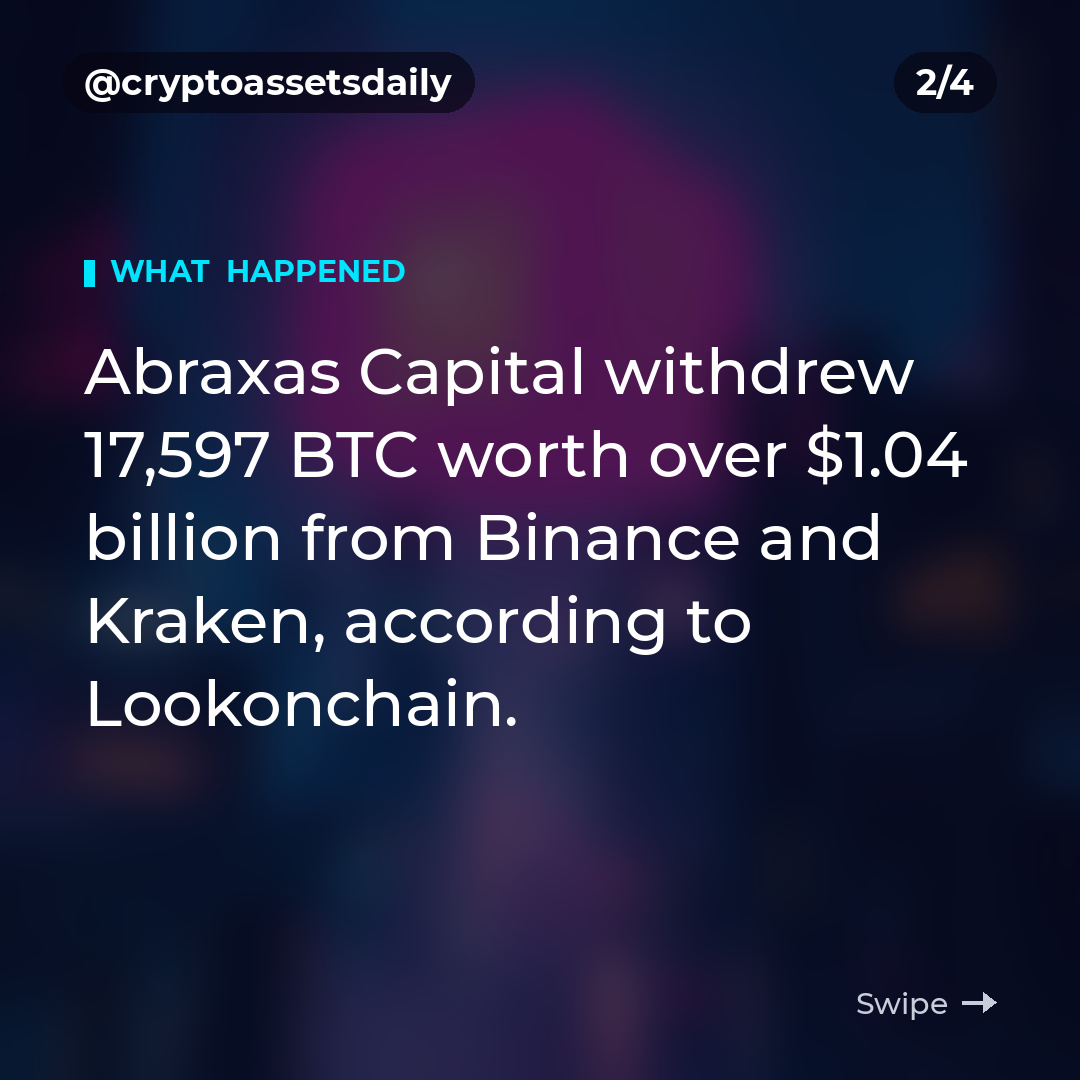 @cryptoassetsdaily
2/4
WHAT HAPPENED
Abraxas Capital withdrew
17,597 BTC worth over $1.04
billion from Binance and
Kraken, according to
Lookonchain.
Swipe